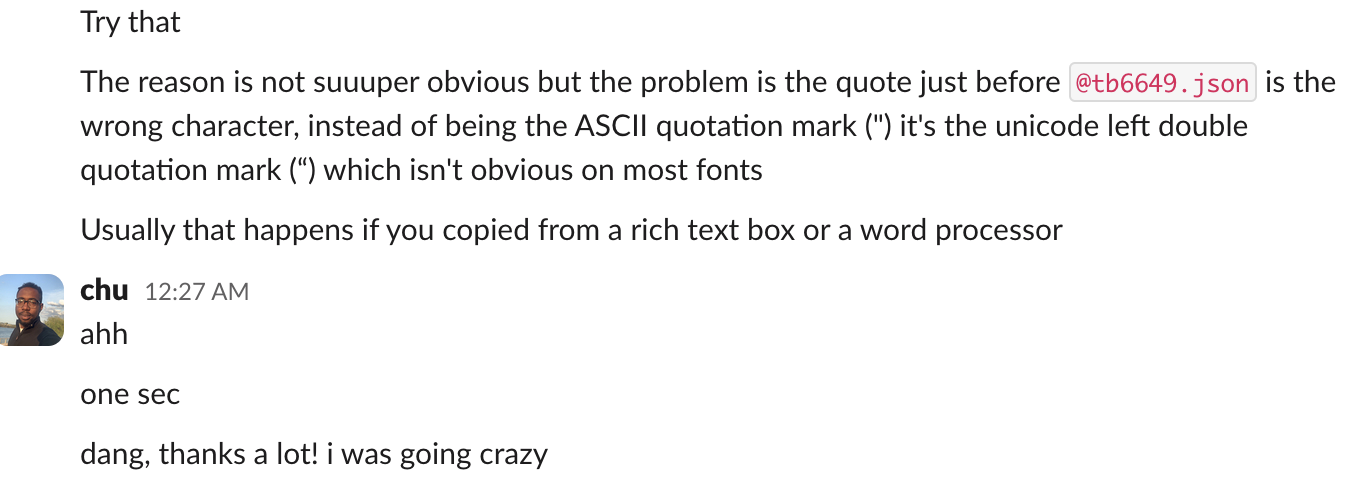 Try that
The reason is not suuuper obvious but the problem is the quote just before @tb6649.json is the
wrong character, instead of being the ASCII quotation mark (") it's the unicode left double
quotation mark (“) which isn't obvious on most fonts
Usually that happens if you copied from a rich text box or a word processor
chu 12:27 AM
ahh
one sec
dang, thanks a lot! i was going crazy